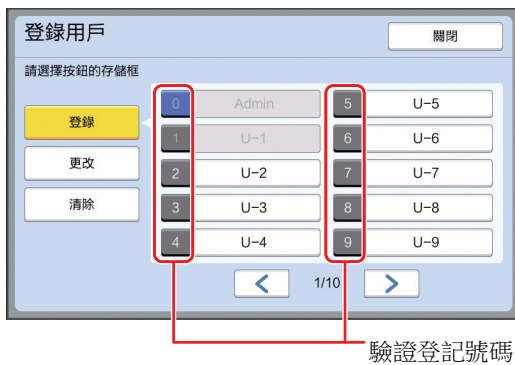 登錄用戶
關閉
請選擇按鈕的存儲框
登錄
更改
清除
0 Admin 5 U-5
1 U-1 6 U-6
2 U-2 7 U-7
3 U-3 8 U-8
4 U-4 9 U-9
< 1/10 >
驗證登記號碼